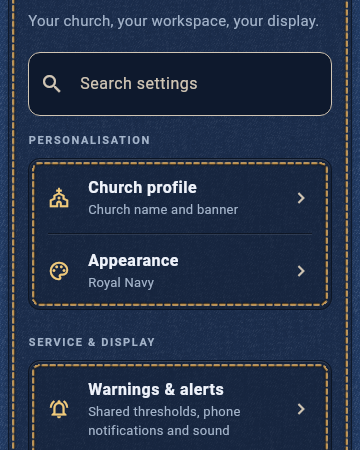 Your church, your workspace, your display.
Search settings
PERSONALISATION
Church profile
Church name and banner
Appearance
Royal Navy
SERVICE & DISPLAY
Warnings & alerts
Shared thresholds, phone
notifications and sound